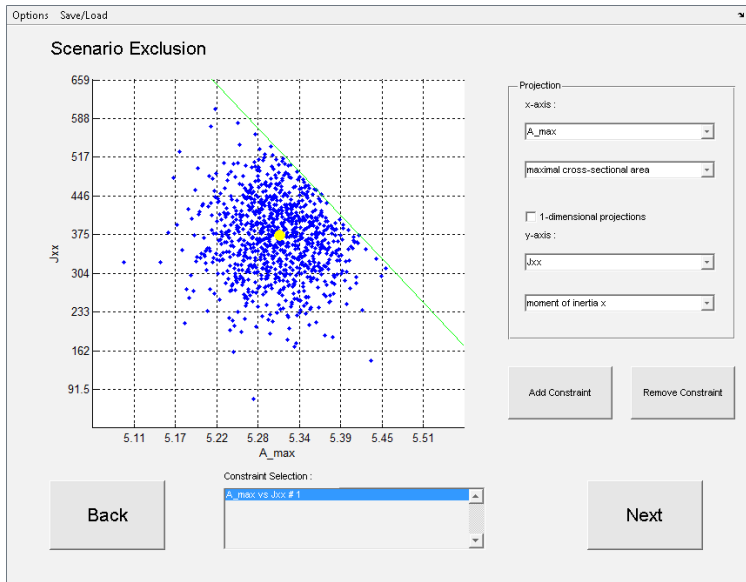 Options Save/Load
Scenario Exclusion
659
588
517
446
375
304
233
162
91.5
Jxx
5.11 5.17 5.22 5.28 5.34 5.39 5.45 5.51
A_max
Projection
x-axis :
A_max
maximal cross-sectional area
1-dimensional projections
y-axis :
Jxx
moment of inertia x
Add Constraint Remove Constraint
Constraint Selection :
A_max vs Jxx # 1
Back
Next